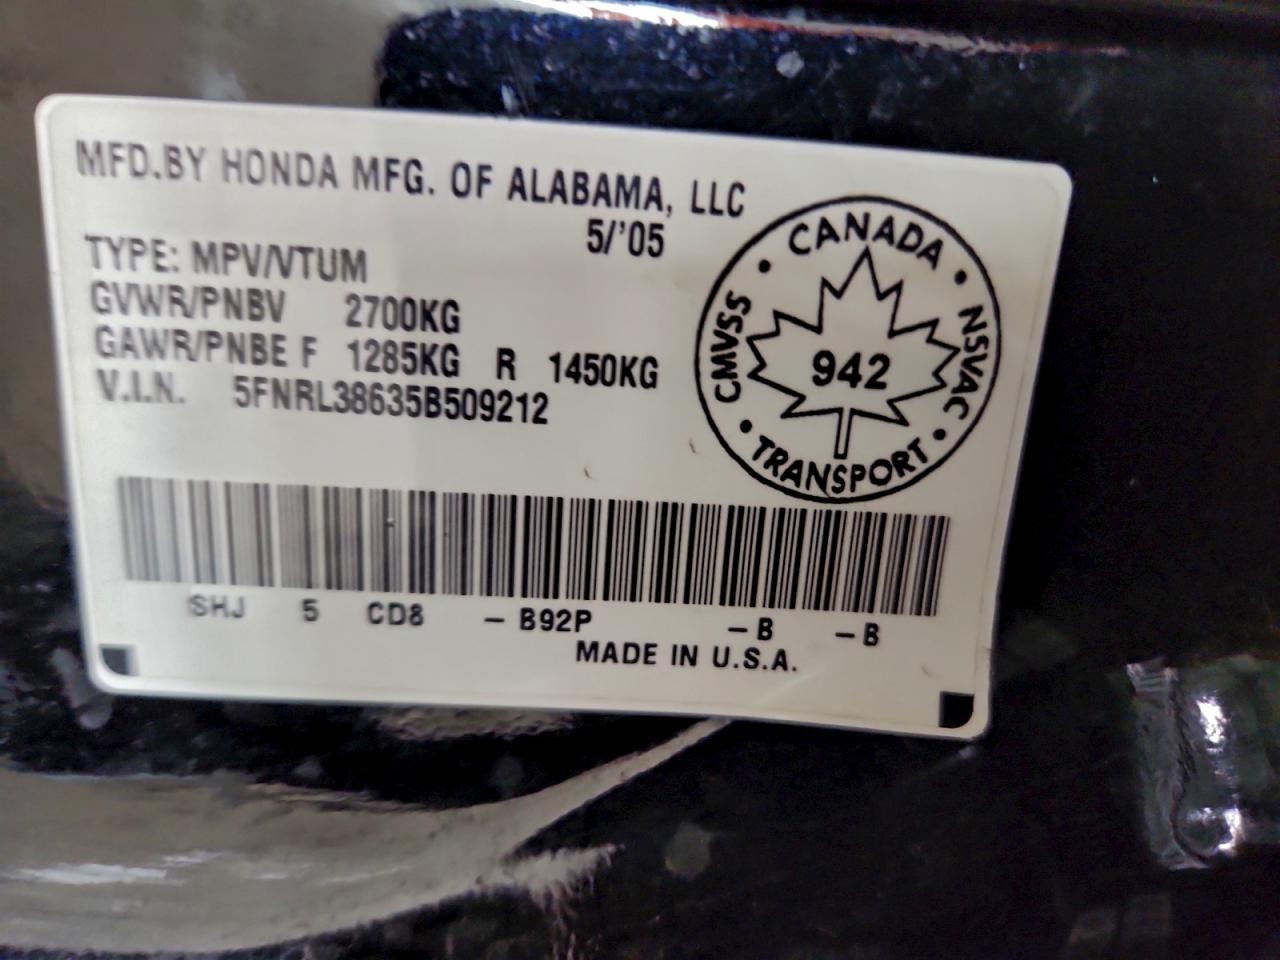 MFD.BY HONDA MFG. OF ALABAMA, LLC
5/'05
TYPE: MPV/VTUM
GVWR/PNBV 2700KG
GAWR/PNBE F 1285KG R 1450KG
V.I.N. 5FNRL38635B509212
CANADA
CMVSS
942
NSVAC
TRANSPORT
SHJ 5 CD8 - B92P - B - B
MADE IN U.S.A.